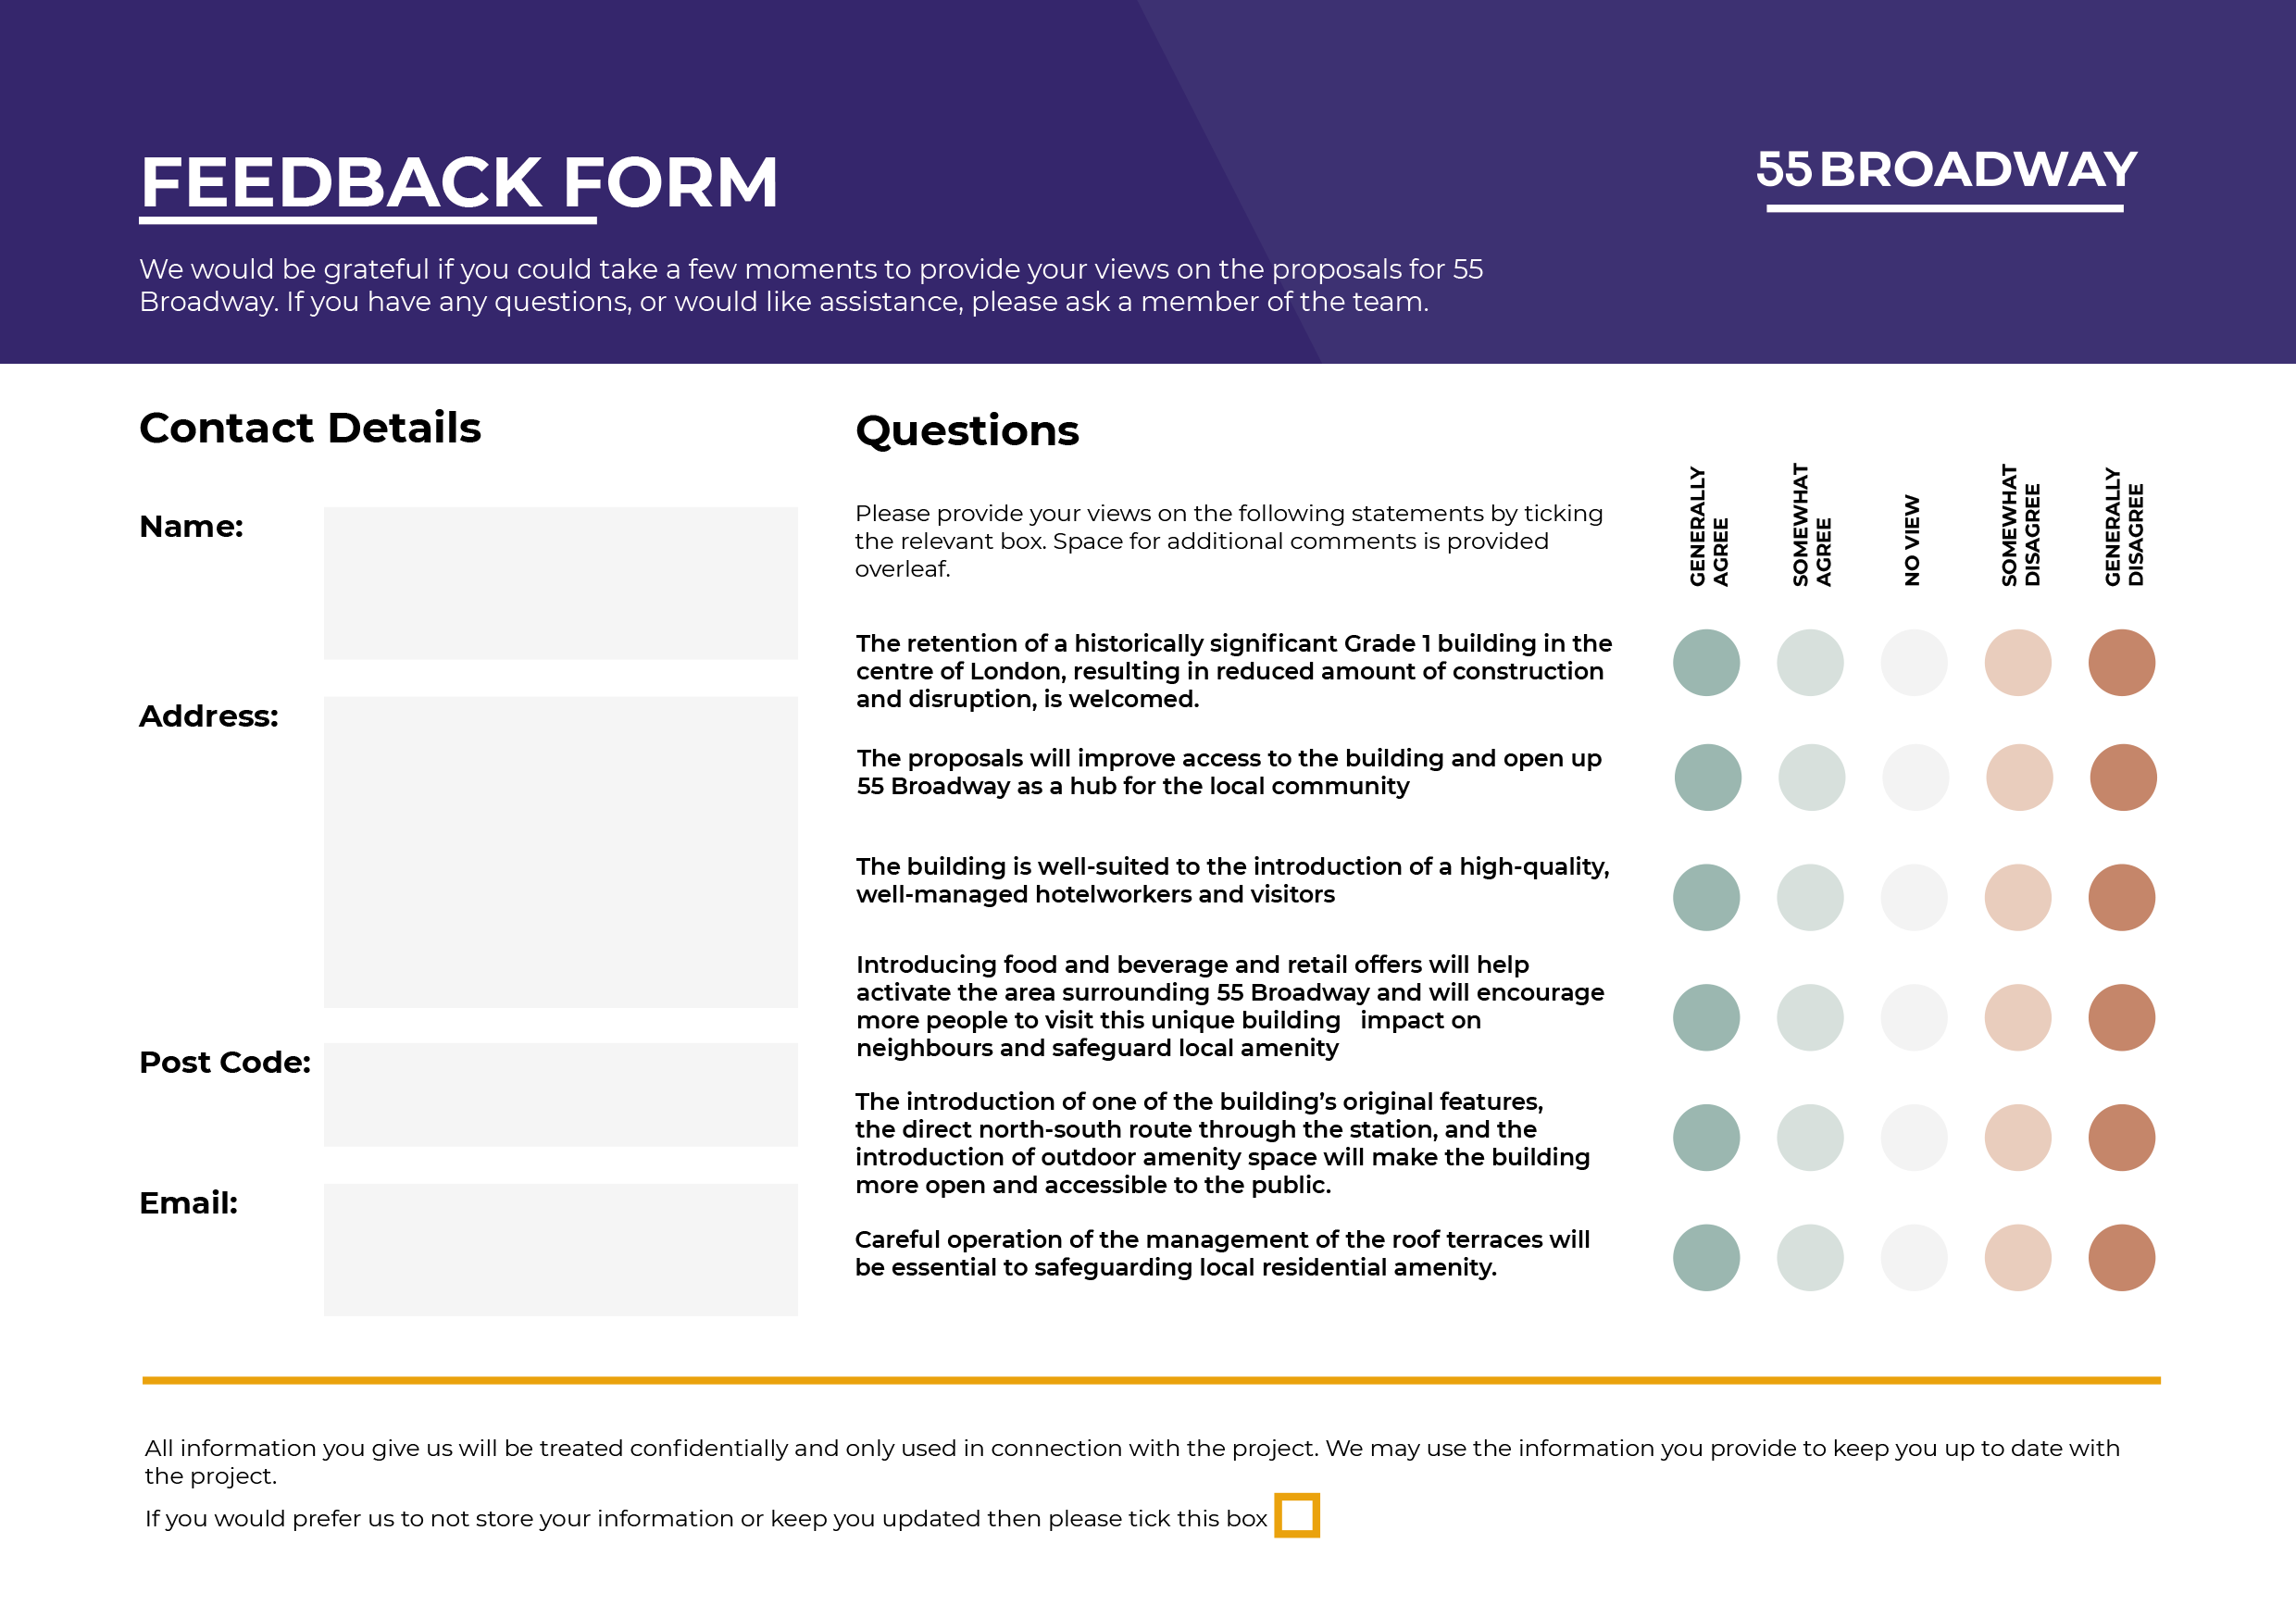 FEEDBACK FORM
55 BROADWAY
We would be grateful if you could take a few moments to provide your views on the proposals for 55
Broadway. If you have any questions, or would like assistance, please ask a member of the team.
Contact Details
Name:
Address:
Post Code:
Email:
Questions
Please provide your views on the following statements by ticking
the relevant box. Space for additional comments is provided
overleaf.
GENERALLY
AGREE
SOMEWHAT
AGREE
NO VIEW
SOMEWHAT
DISAGREE
GENERALLY
DISAGREE
The retention of a historically significant Grade 1 building in the
centre of London, resulting in reduced amount of construction
and disruption, is welcomed.
The proposals will improve access to the building and open up
55 Broadway as a hub for the local community
The building is well-suited to the introduction of a high-quality,
well-managed hotelworkers and visitors
Introducing food and beverage and retail offers will help
activate the area surrounding 55 Broadway and will encourage
more people to visit this unique building impact on
neighbours and safeguard local amenity
The introduction of one of the building’s original features,
the direct north-south route through the station, and the
introduction of outdoor amenity space will make the building
more open and accessible to the public.
Careful operation of the management of the roof terraces will
be essential to safeguarding local residential amenity.
All information you give us will be treated confidentially and only used in connection with the project. We may use the information you provide to keep you up to date with
the project.
If you would prefer us to not store your information or keep you updated then please tick this box